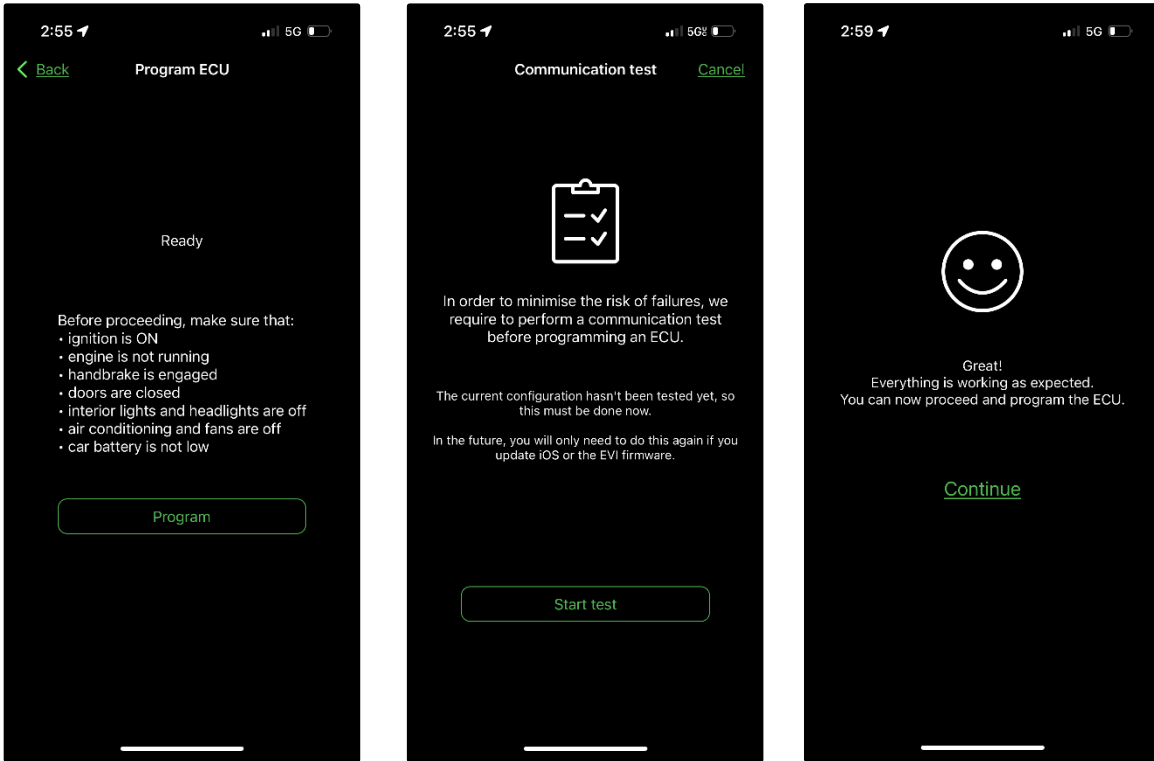 2:55
5G
Back
Program ECU
Ready
Before proceeding, make sure that:
• ignition is ON
• engine is not running
• handbrake is engaged
• doors are closed
• interior lights and headlights are off
• air conditioning and fans are off
• car battery is not low
Program
2:55
5G
Communication test
Cancel
In order to minimise the risk of failures, we
require to perform a communication test
before programming an ECU.
The current configuration hasn't been tested yet, so
this must be done now.
In the future, you will only need to do this again if you
update iOS or the EVI firmware.
Start test
2:59
5G
Great!
Everything is working as expected.
You can now proceed and program the ECU.
Continue